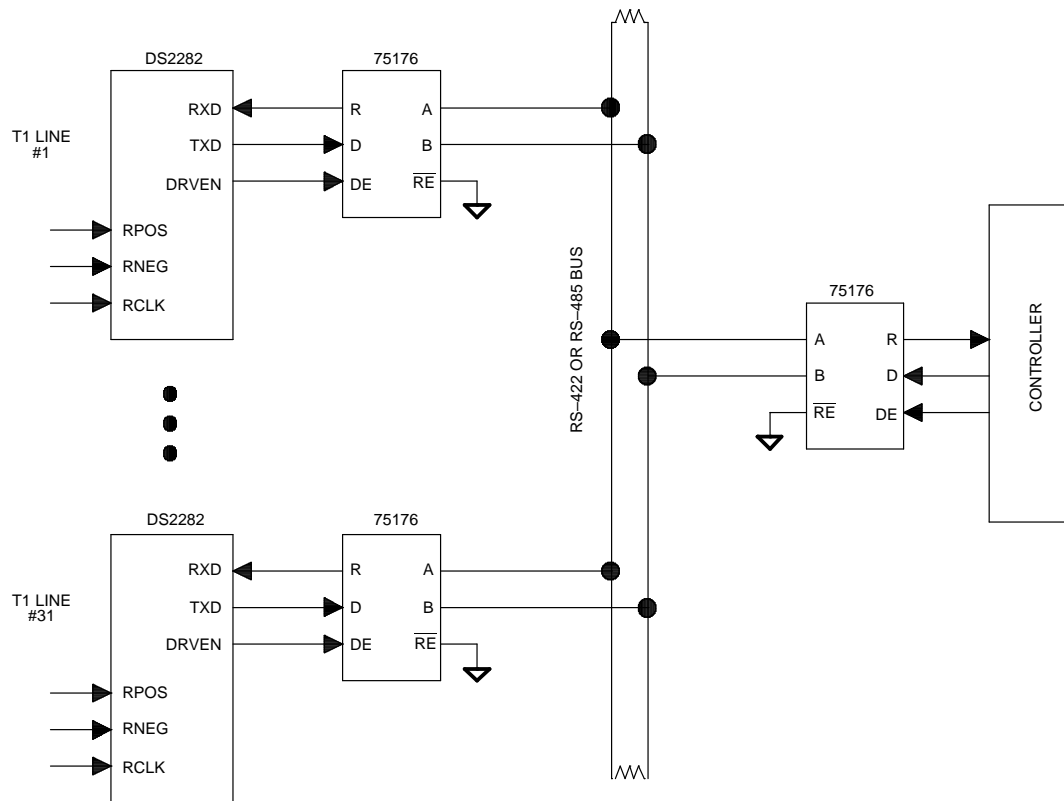 DS2282
75176
RXD
R
A
T1 LINE
#1
TXD
D
B
DRVEN
DE
RE
RPOS
RNEG
RCLK
RS–422 OR RS–485 BUS
75176
A
R
B
D
RE
DE
CONTROLLER
DS2282
75176
RXD
R
A
T1 LINE
#31
TXD
D
B
DRVEN
DE
RE
RPOS
RNEG
RCLK